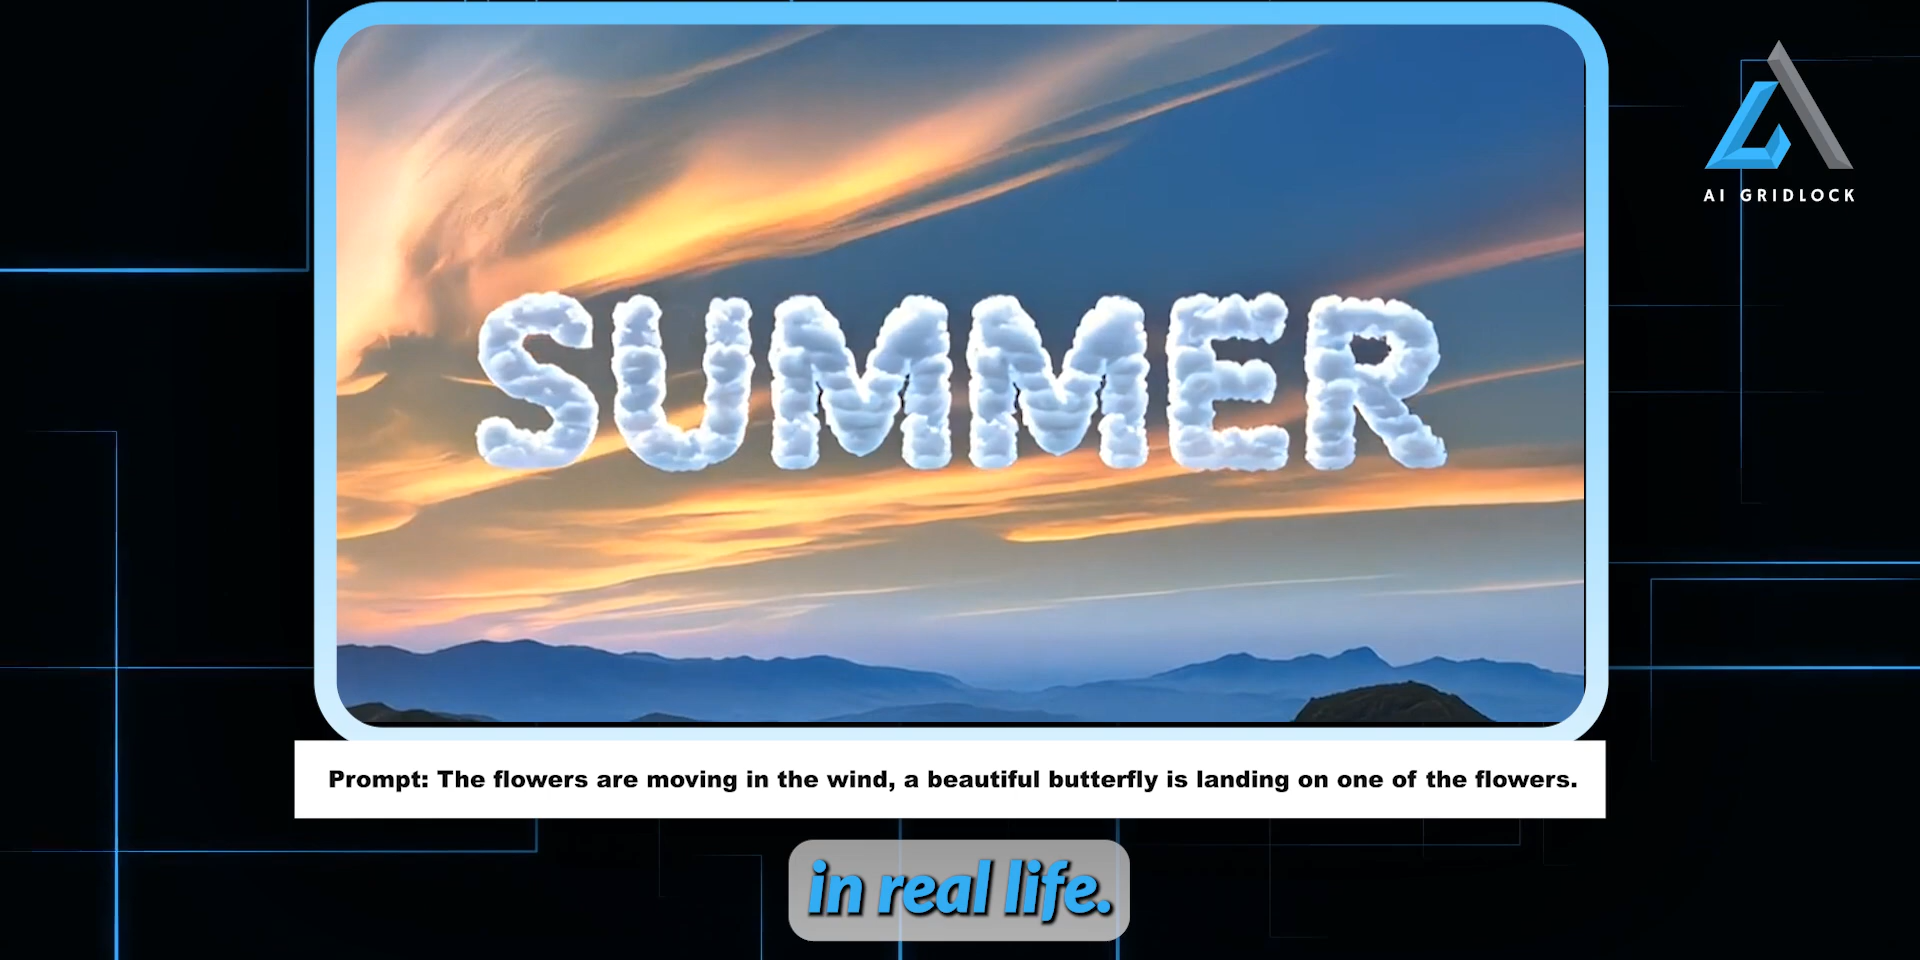 AI GRIDLOCK
SUMMER
Prompt: The flowers are moving in the wind, a beautiful butterfly is landing on one of the flowers.
in real life.